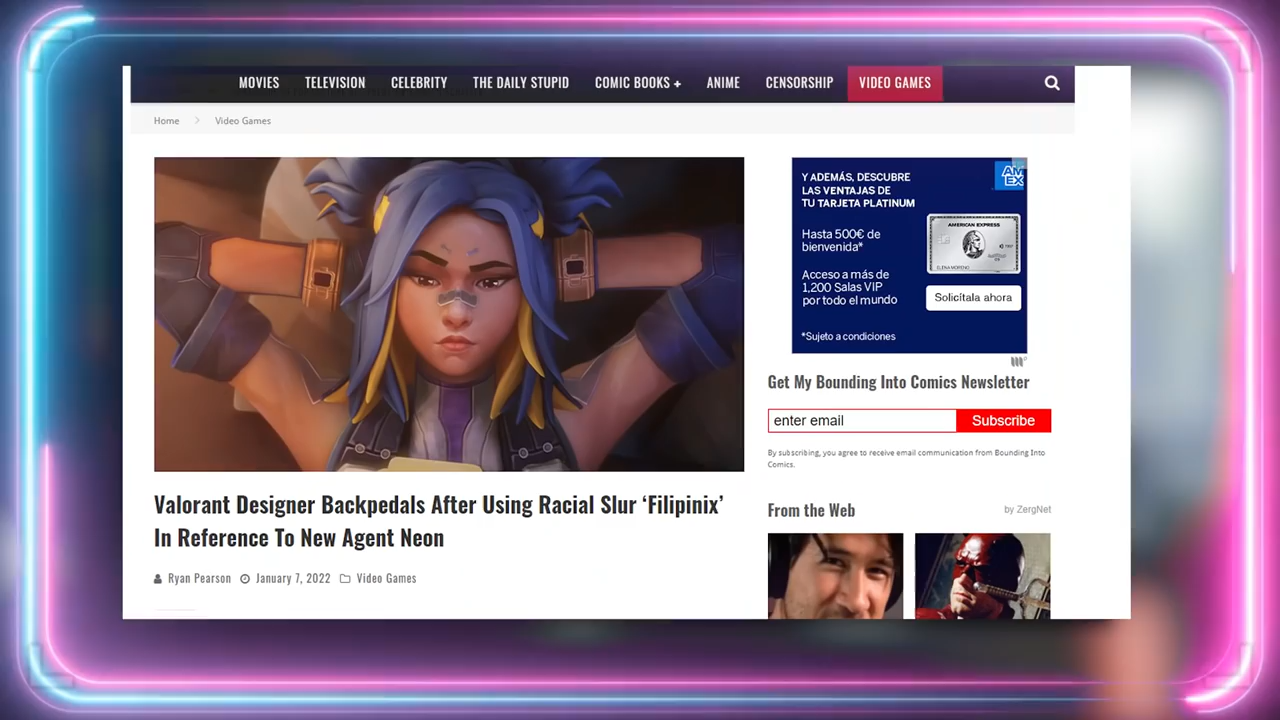 MOVIES TELEVISION CELEBRITY THE DAILY STUPID COMIC BOOKS + ANIME CENSORSHIP VIDEO GAMES
Home > Video Games
Valorant Designer Backpedals After Using Racial Slur ‘Filipinix’
In Reference To New Agent Neon
Ryan Pearson January 7, 2022 Video Games
Y ADEMÁS, DESCUBRE
LAS VENTAJAS DE
TU TARJETA PLATINUM
AM
EX
Hasta 500€ de
bienvenida*
Acceso a más de
1,200 Salas VIP
por todo el mundo
*Sujeto a condiciones
AMERICAN EXPRESS
Solicítala ahora
Get My Bounding Into Comics Newsletter
enter email Subscribe
By subscribing, you agree to receive email communication from Bounding Into
Comics.
From the Web by ZergNet